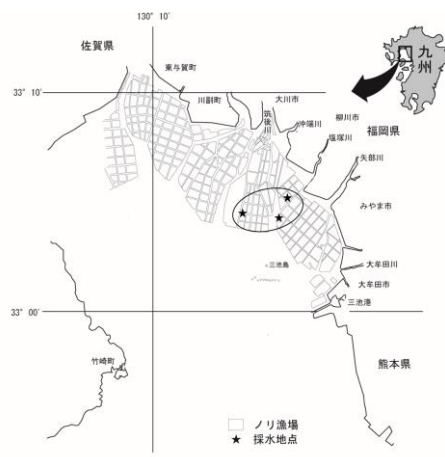 130° 10′
佐賀県
東与賀町
九州
33° 10′
川副町
大川市
筑後川
柳川市
沖端川
福岡県
塩塚川
矢部川
みやま市
三池島
大牟田川
大牟田市
三池港
33° 00′
竹崎町
熊本県
ノリ漁場
★ 採水地点